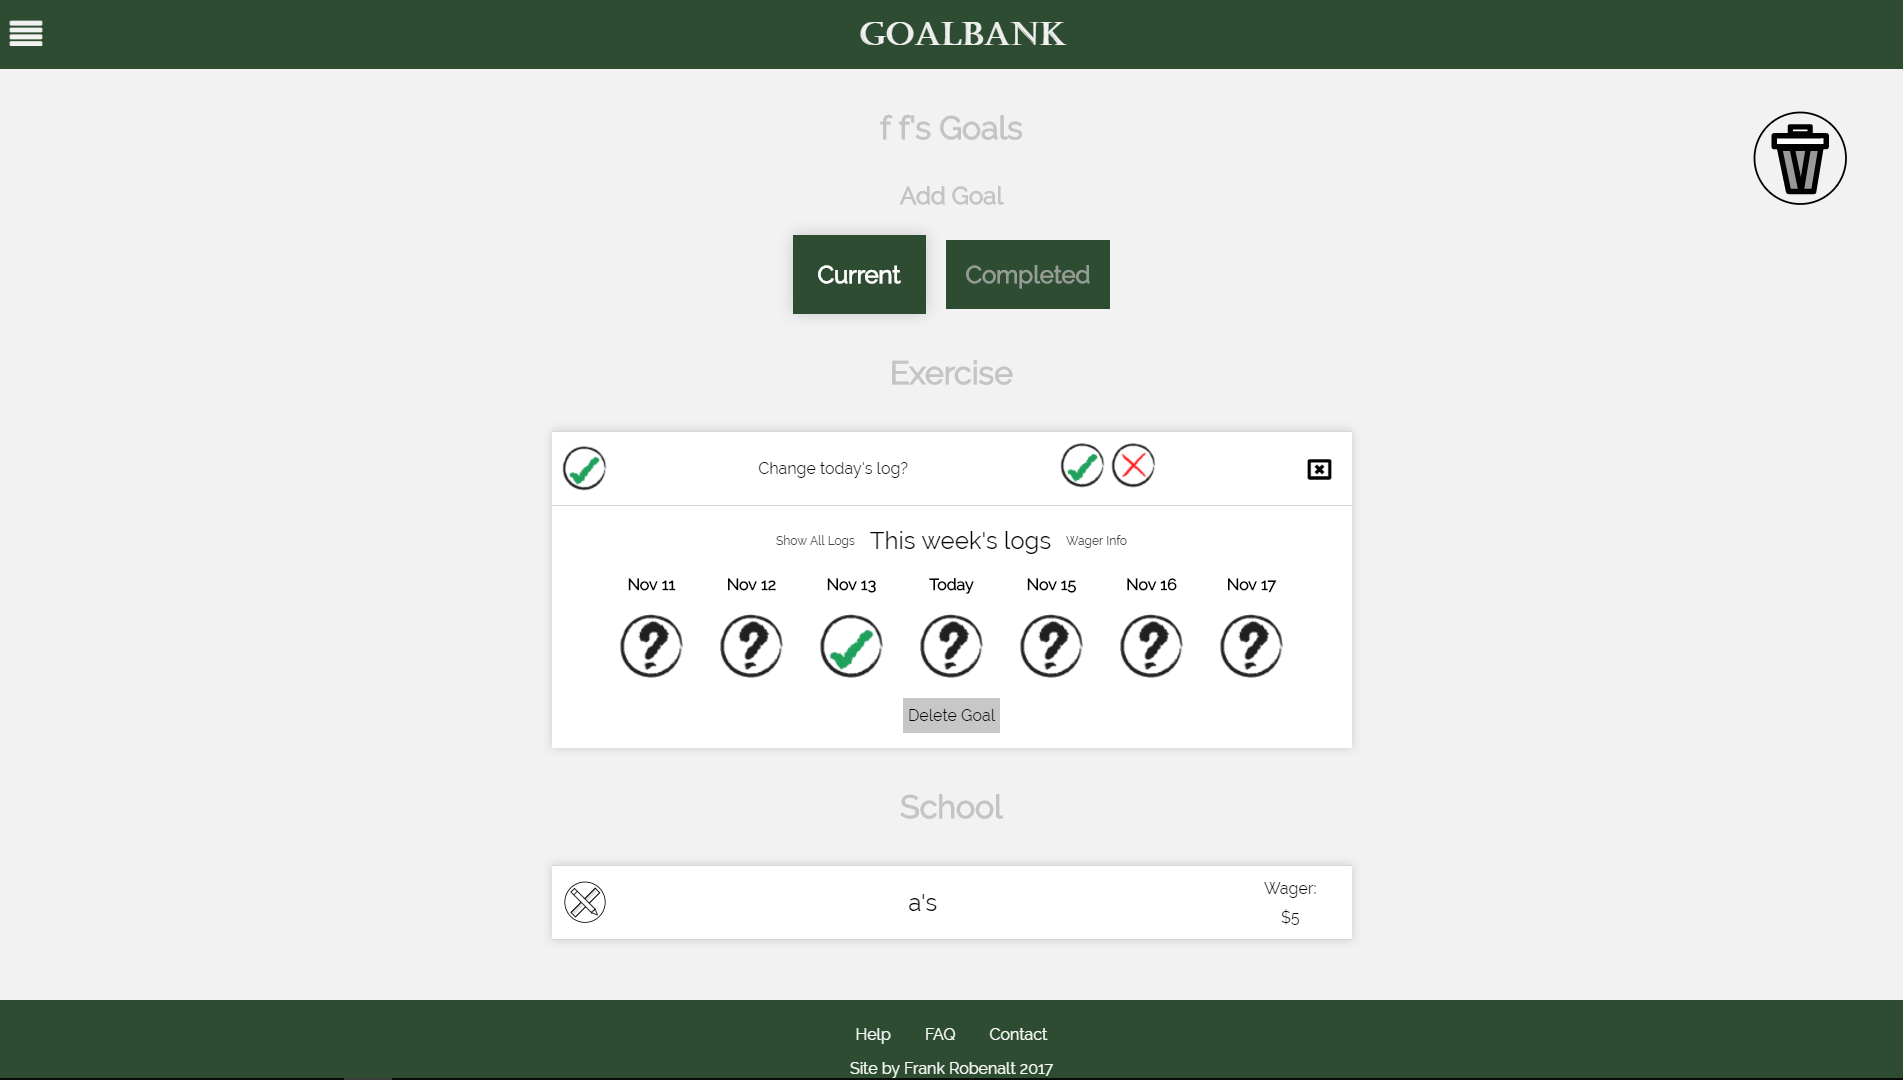 GOALBANK
f f's Goals
Add Goal
Current Completed
Exercise
Change today's log?
Show All Logs This week's logs Wager Info
Nov 11 Nov 12 Nov 13 Today Nov 15 Nov 16 Nov 17
? ? ? ? ? ?
Delete Goal
School
a's
Wager:
$5
Help FAQ Contact
Site by Frank Robenalt 2017